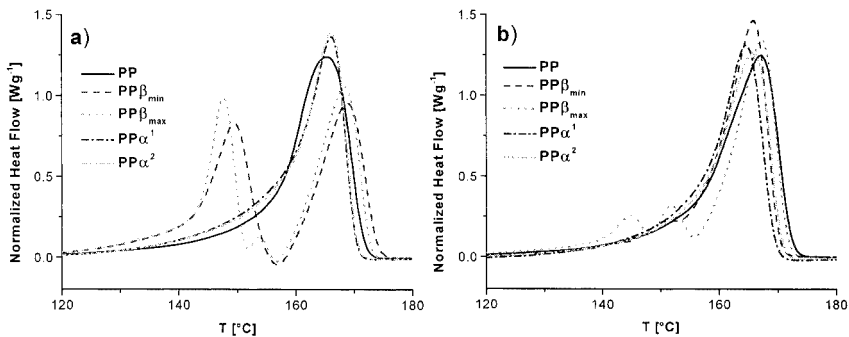 a)
PP
PPβmin
PPβmax
PPα¹
PPα²
Normalized Heat Flow [Wg⁻¹]
1.5
1.0
0.5
0.0
120
140
160
180
T [°C]
b)
PP
PPβmin
PPβmax
PPα¹
PPα²
Normalized Heat Flow [Wg⁻¹]
1.5
1.0
0.5
0.0
120
140
160
180
T [°C]